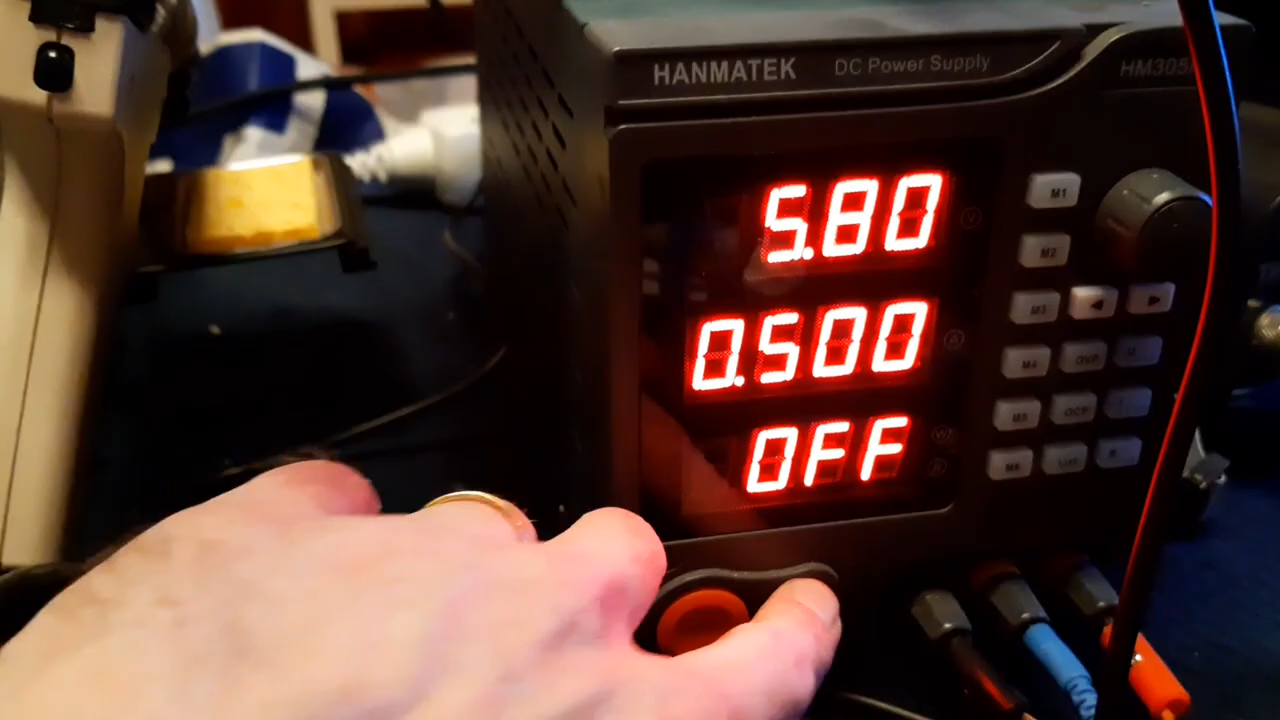 HANMATEK DC Power Supply HM305
5.80 V
M1
M2
0.500 A
M3 ◀ ▶
M4 OVP U
M5 OCP
OFF W
M6